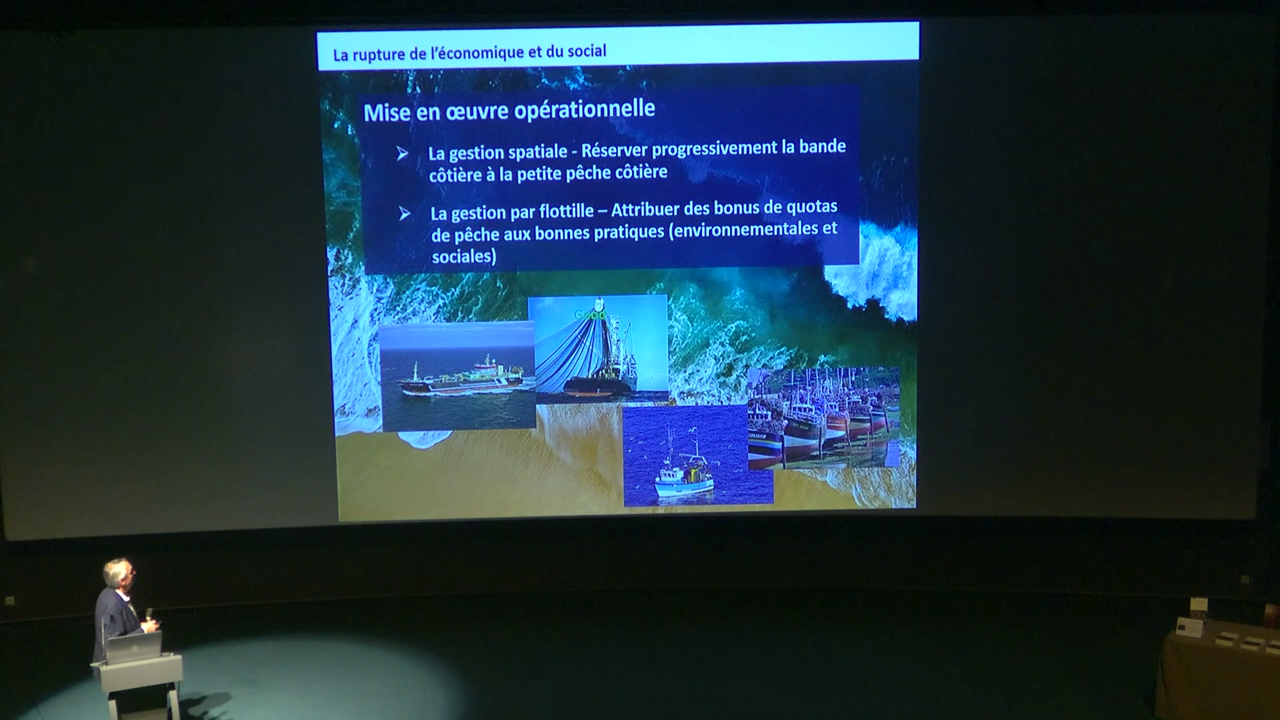 La rupture de l'économique et du social
Mise en œuvre opérationnelle
➢ La gestion spatiale - Réserver progressivement la bande
côtière à la petite pêche côtière
➢ La gestion par flottille – Attribuer des bonus de quotas
de pêche aux bonnes pratiques (environnementales et
sociales)